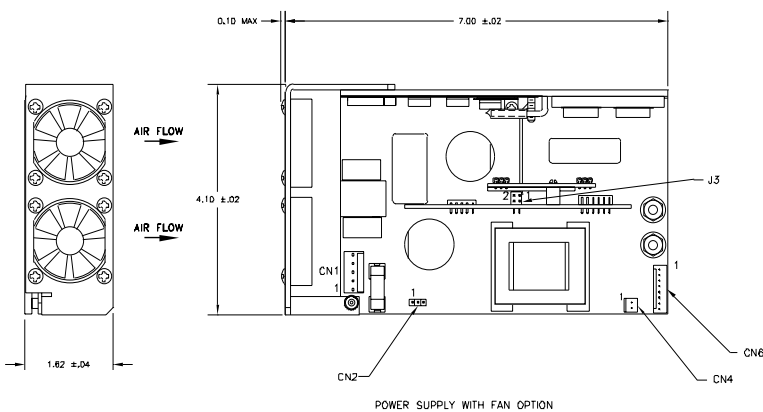 0.10 MAX
7.00 ±.02
AIR FLOW
4.10 ±.02
AIR FLOW
J3
2
1
CN1
1
1
1
1
CN6
CN2
CN4
1.62 ±.04
POWER SUPPLY WITH FAN OPTION